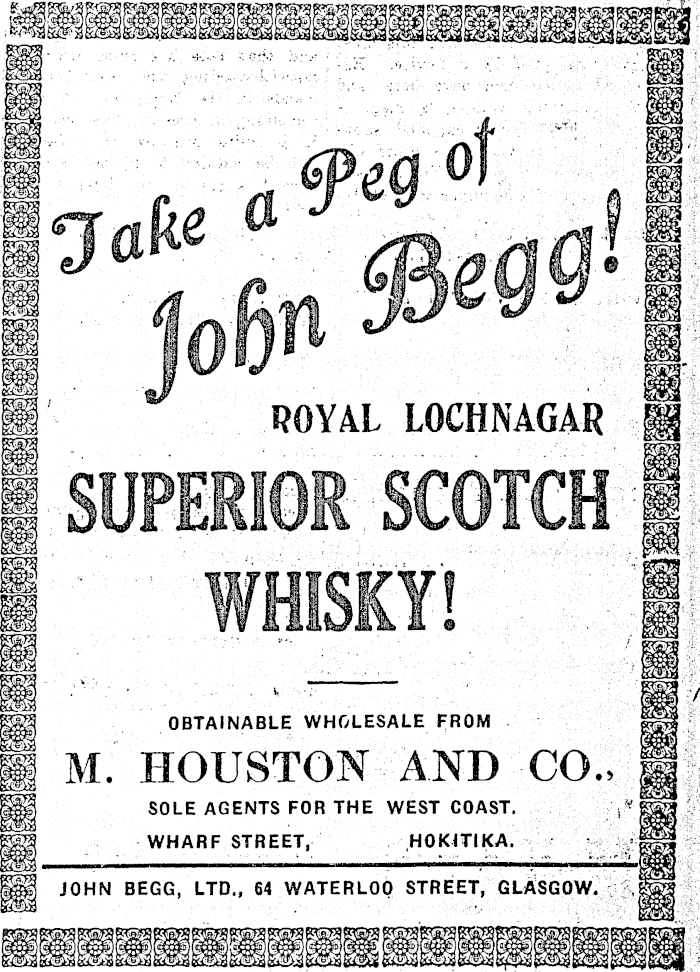 Take a Peg of
John Begg!
ROYAL LOCHNAGAR
SUPERIOR SCOTCH
WHISKY!
OBTAINABLE WHOLESALE FROM
M. HOUSTON AND CO.,
SOLE AGENTS FOR THE WEST COAST.
WHARF STREET, HOKITIKA.
JOHN BEGG, LTD., 64 WATERLOO STREET, GLASGOW.